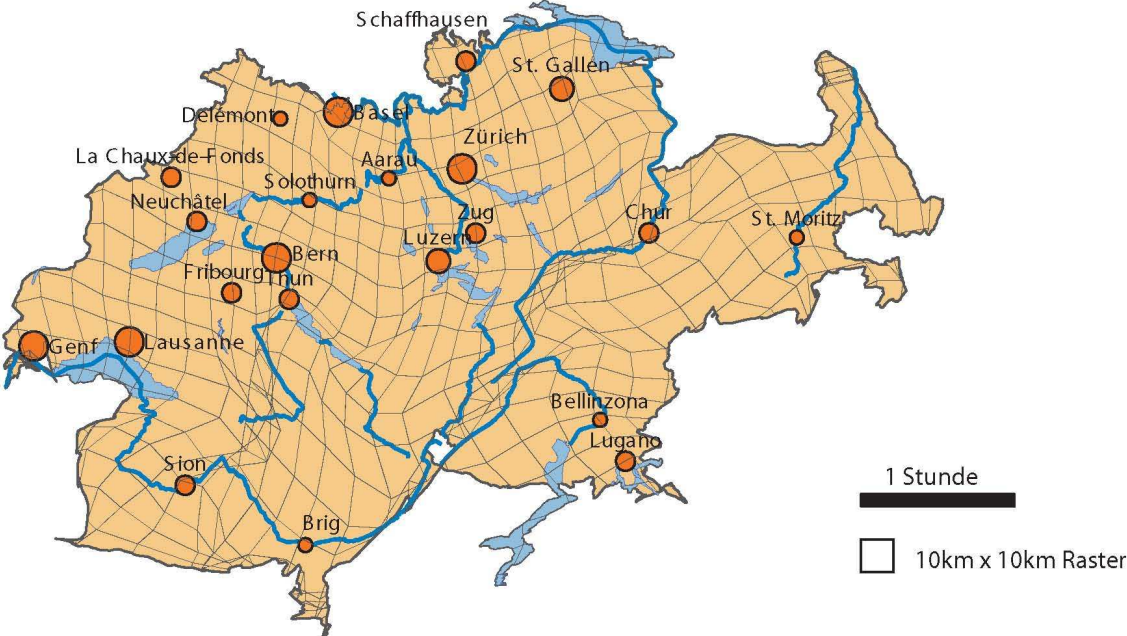 Schaffhausen
St. Gallen
Delémont
Basel
Zürich
La Chaux-de-Fonds
Aarau
Solothurn
Neuchâtel
Zug
Chur
St. Moritz
Luzern
Bern
Fribourg
Thun
Genf
Lausanne
Bellinzona
Lugano
Sion
1 Stunde
Brig
10km x 10km Raster